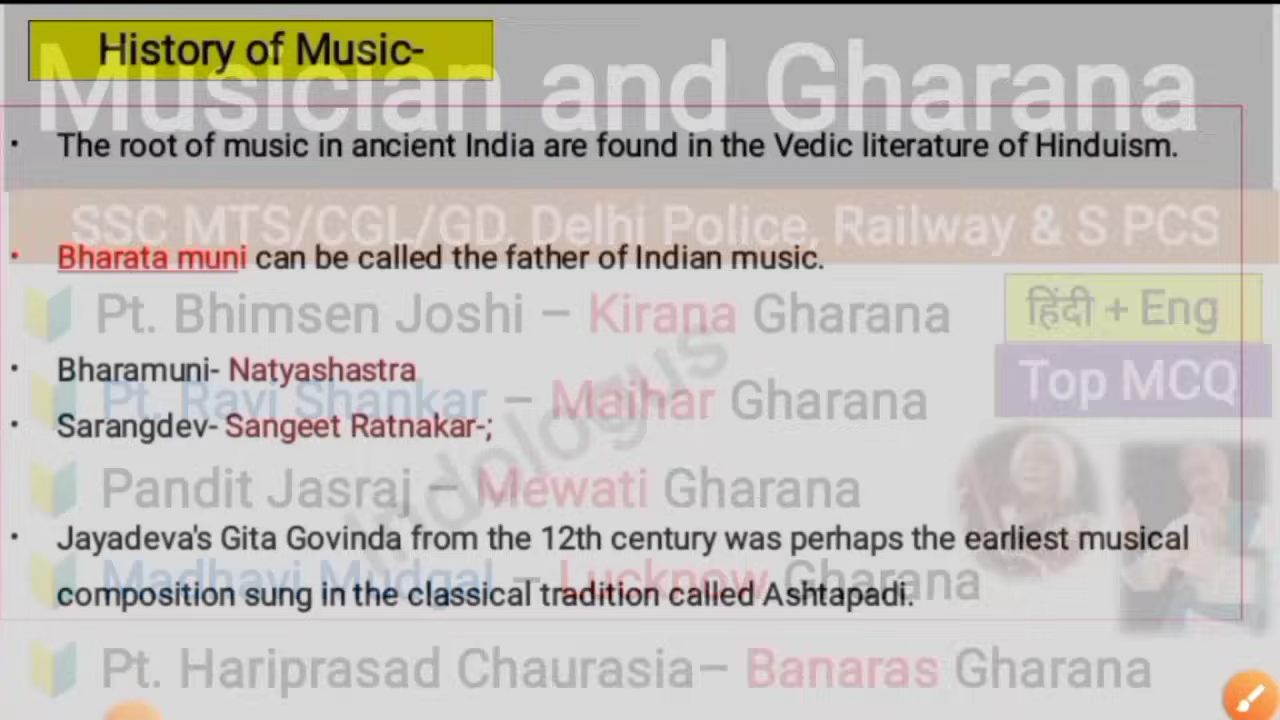 History of Music-
Musician and Gharana
• The root of music in ancient India are found in the Vedic literature of Hinduism.
SSC MTS/CGL/GD, Delhi Police, Railway & S PCS
• Bharata muni can be called the father of Indian music.
Pt. Bhimsen Joshi – Kirana Gharana
हिंदी + Eng
• Bharamuni- Natyashastra
Pt. Ravi Shankar – Maihar Gharana
Top MCQ
• Sarangdev- Sangeet Ratnakar-;
Indologus
Pandit Jasraj – Mewati Gharana
• Jayadeva's Gita Govinda from the 12th century was perhaps the earliest musical
Madhavi Mudgal – Lucknow Gharana
composition sung in the classical tradition called Ashtapadi.
Pt. Hariprasad Chaurasia– Banaras Gharana